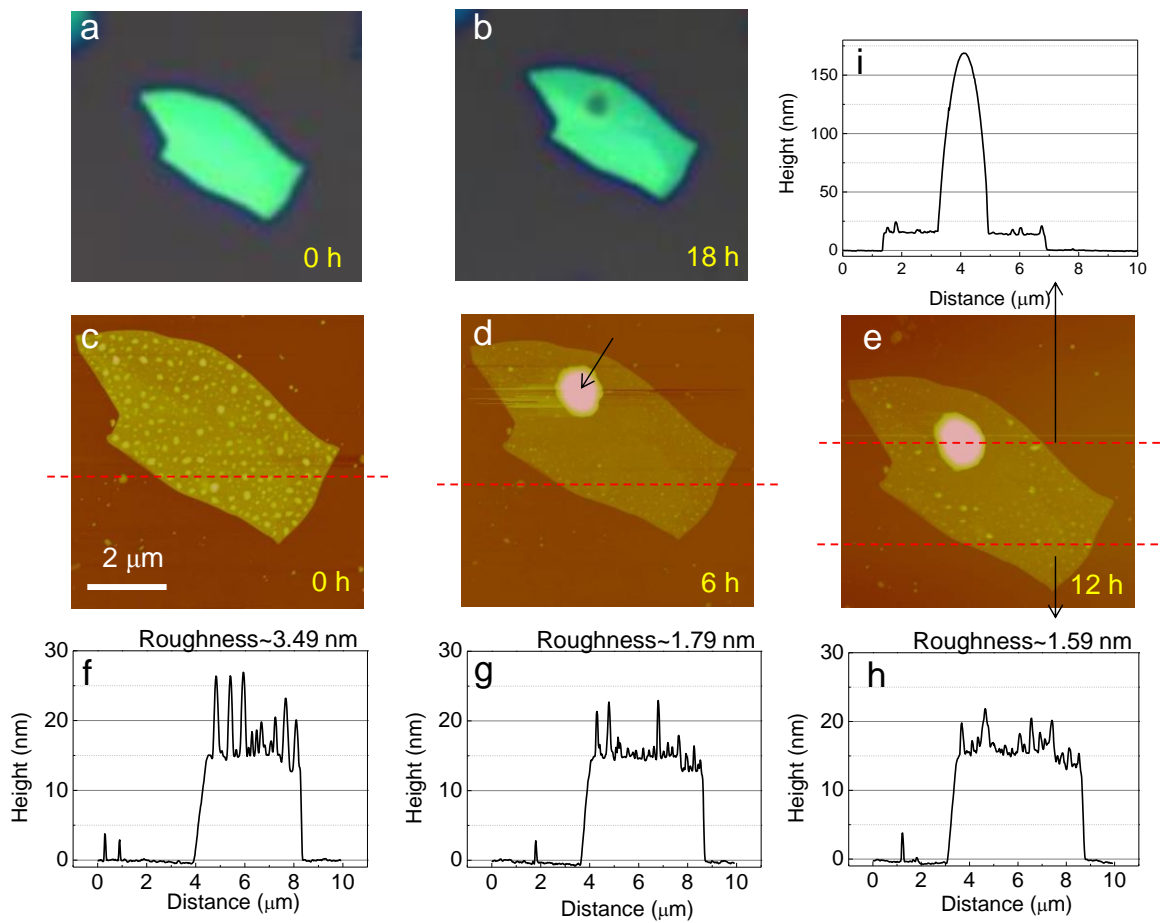 a
0 h
b
18 h
i
Height (nm)
150
100
50
0
0 2 4 6 8 10
Distance (μm)
c
2 μm
0 h
d
6 h
e
12 h
Roughness~3.49 nm
f
Height (nm)
30
20
10
0
0 2 4 6 8 10
Distance (μm)
Roughness~1.79 nm
g
Height (nm)
30
20
10
0
0 2 4 6 8 10
Distance (μm)
Roughness~1.59 nm
h
Height (nm)
30
20
10
0
0 2 4 6 8 10
Distance (μm)